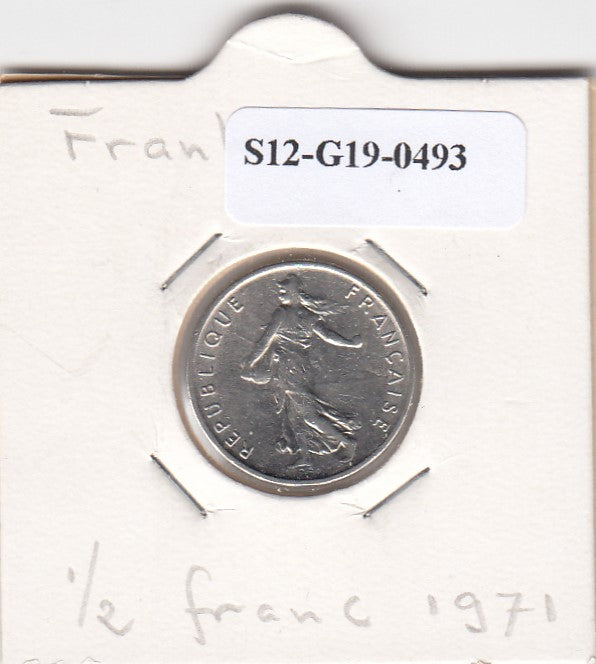 Fran
S12-G19-0493
REPUBLIQUE FRANÇAISE
1/2 franc 1971